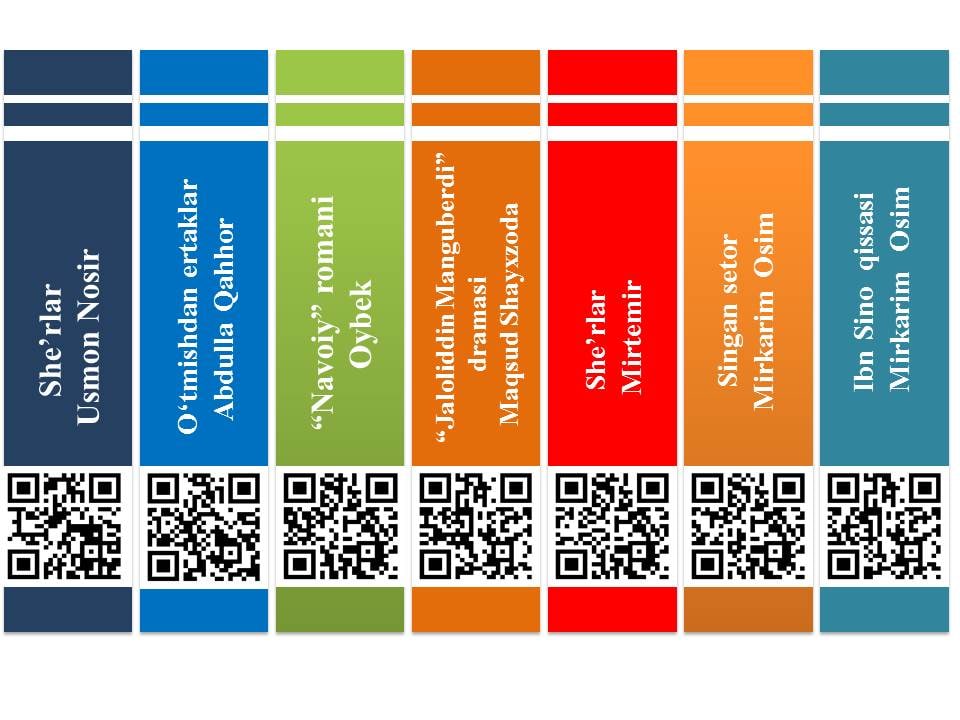 She’rlar
Usmon Nosir
O‘tmishdan ertaklar
Abdulla Qahhor
“Navoiy” romani
Oybek
“Jaloliddin Manguberdi”
dramasi
Maqsud Shayxzoda
She’rlar
Mirtemir
Singan setor
Mirkarim Osim
Ibn Sino qissasi
Mirkarim Osim